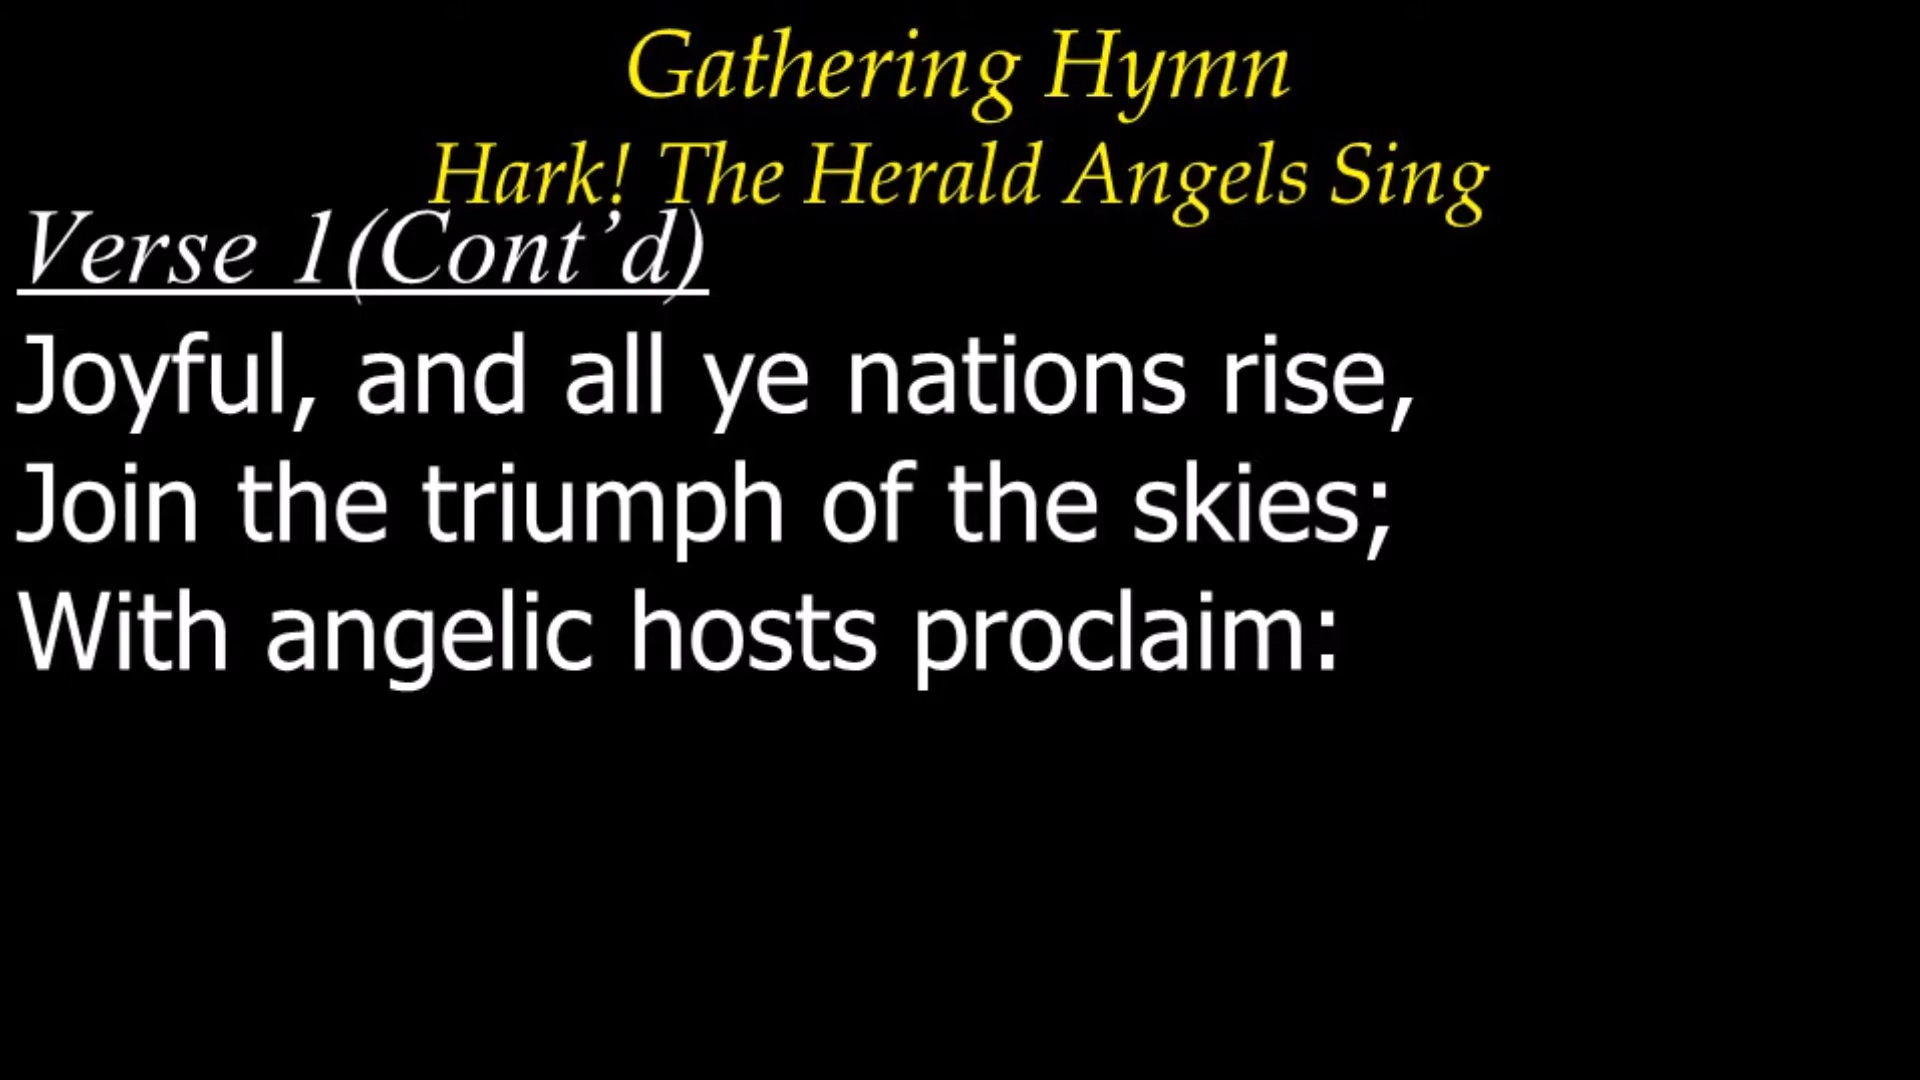 Gathering Hymn
Hark! The Herald Angels Sing
Verse 1(Cont’d)
Joyful, and all ye nations rise,
Join the triumph of the skies;
With angelic hosts proclaim: